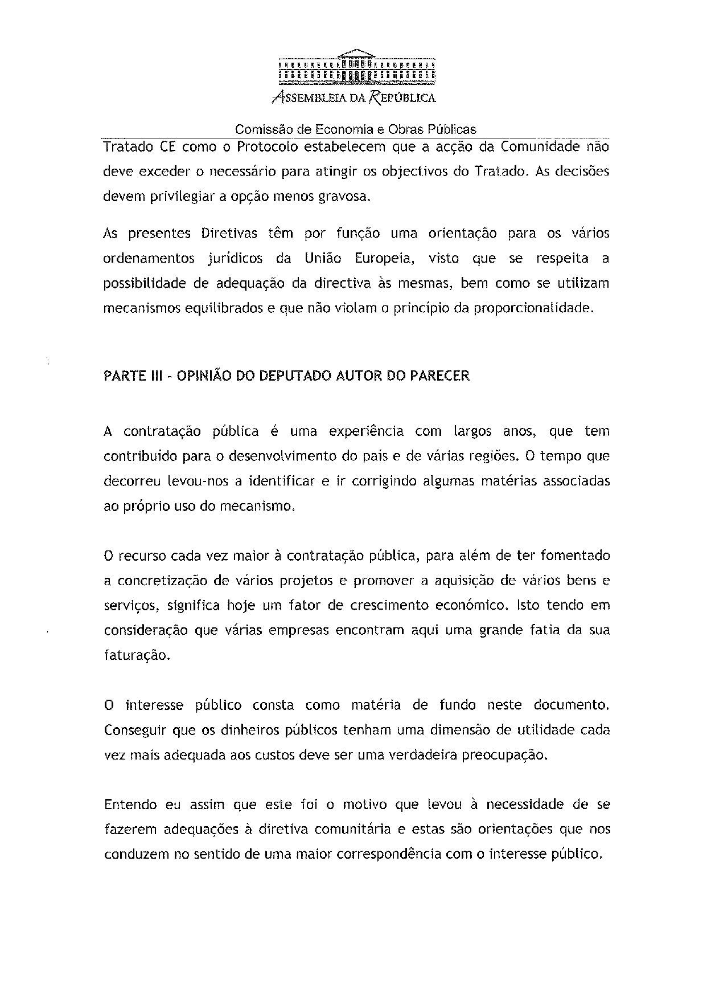 ASSEMBLEIA DA REPÚBLICA
Comissão de Economia e Obras Públicas
Tratado CE como o Protocolo estabelecem que a acção da Comunidade não
deve exceder o necessário para atingir os objectivos do Tratado. As decisões
devem privilegiar a opção menos gravosa.
As presentes Diretivas têm por função uma orientação para os vários
ordenamentos jurídicos da União Europeia, visto que se respeita a
possibilidade de adequação da directiva às mesmas, bem como se utilizam
mecanismos equilibrados e que não violam o princípio da proporcionalidade.
PARTE III - OPINIÃO DO DEPUTADO AUTOR DO PARECER
A contratação pública é uma experiência com largos anos, que tem
contribuído para o desenvolvimento do país e de várias regiões. O tempo que
decorreu levou-nos a identificar e ir corrigindo algumas matérias associadas
ao próprio uso do mecanismo.
O recurso cada vez maior à contratação pública, para além de ter fomentado
a concretização de vários projetos e promover a aquisição de vários bens e
serviços, significa hoje um fator de crescimento económico. Isto tendo em
consideração que várias empresas encontram aqui uma grande fatia da sua
faturação.
O interesse público consta como matéria de fundo neste documento.
Conseguir que os dinheiros públicos tenham uma dimensão de utilidade cada
vez mais adequada aos custos deve ser uma verdadeira preocupação.
Entendo eu assim que este foi o motivo que levou à necessidade de se
fazerem adequações à diretiva comunitária e estas são orientações que nos
conduzem no sentido de uma maior correspondência com o interesse público.